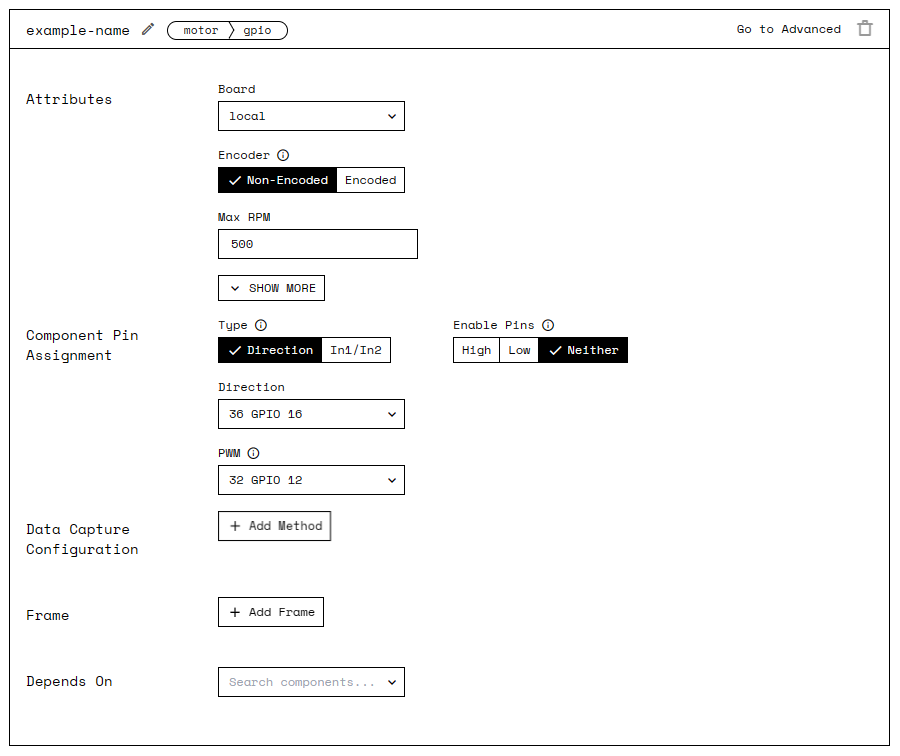 example-name motor gpio Go to Advanced
Attributes
Board
local
Encoder
Non-Encoded Encoded
Max RPM
500
SHOW MORE
Component Pin
Assignment
Type Enable Pins
Direction In1/In2 High Low Neither
Direction
36 GPIO 16
PWM
32 GPIO 12
Data Capture
Configuration
+ Add Method
Frame
+ Add Frame
Depends On
Search components...